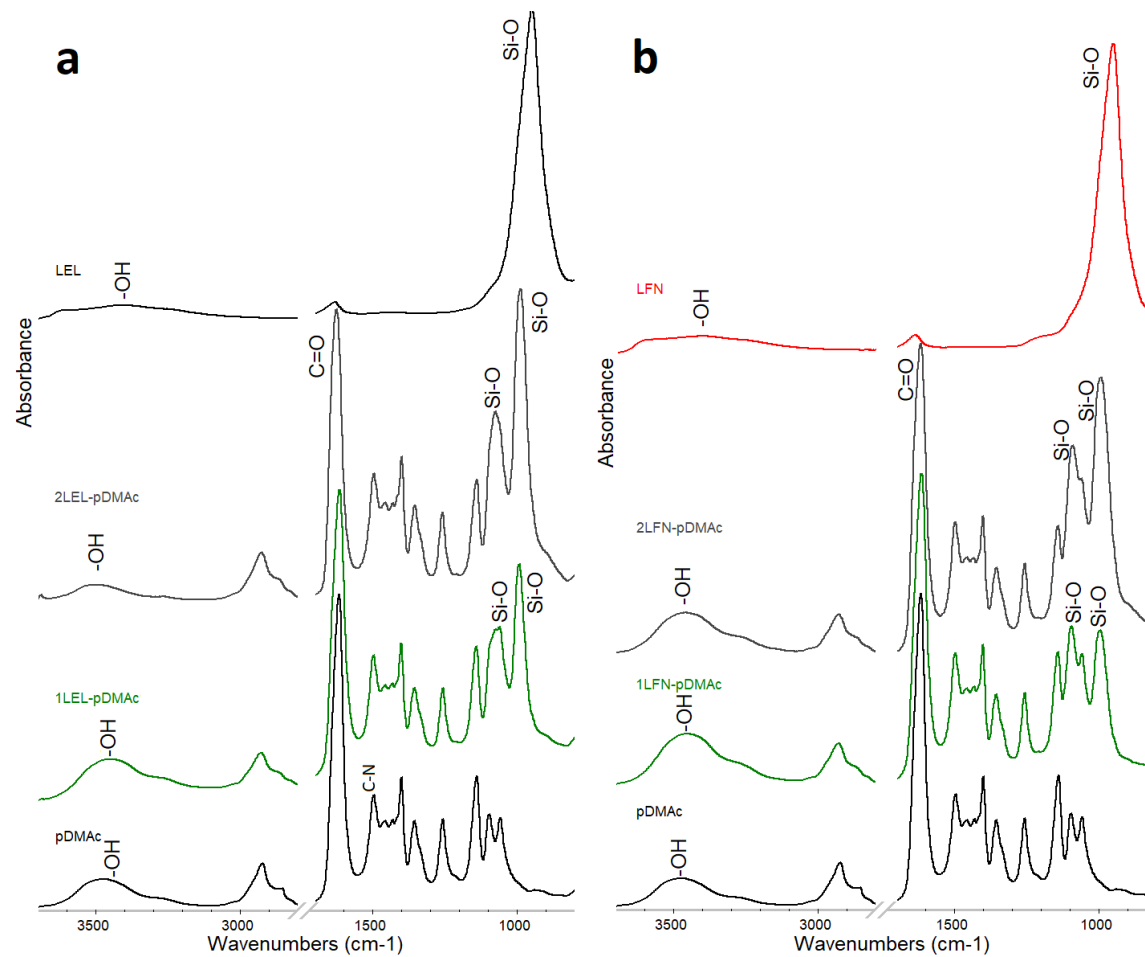 a
Si-O
LEL
-OH
Si-O
C=O
Si-O
2LEL-pDMAc
-OH
Si-O
Si-O
1LEL-pDMAc
-OH
C-N
pDMAc
-OH
Absorbance
Absorbance
3500 3000 1500 1000
Wavenumbers (cm-1)
b
Si-O
LFN
-OH
C=O
Si-O
Si-O
2LFN-pDMAc
-OH
Si-O
Si-O
1LFN-pDMAc
-OH
pDMAc
-OH
Absorbance
3500 3000 1500 1000
Wavenumbers (cm-1)